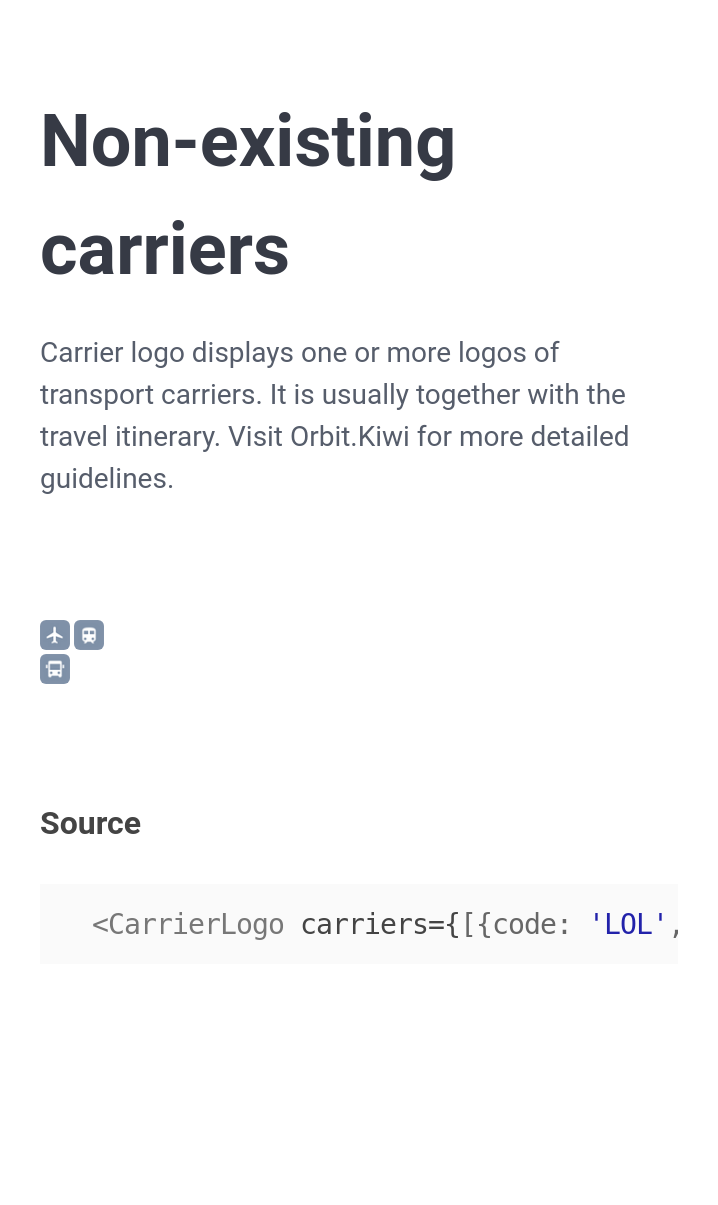 Non-existing
carriers
Carrier logo displays one or more logos of
transport carriers. It is usually together with the
travel itinerary. Visit Orbit.Kiwi for more detailed
guidelines.
Source
<CarrierLogo carriers={[{code: 'LOL',